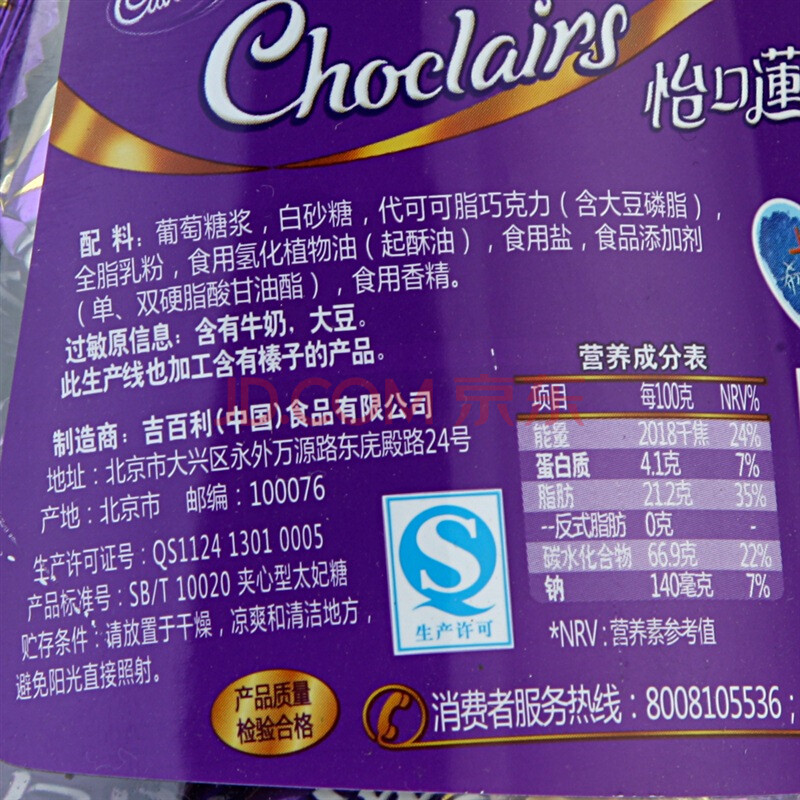 Choclairs
怡口蓮
配 料：葡萄糖浆，白砂糖，代可可脂巧克力（含大豆磷脂），
全脂乳粉，食用氢化植物油（起酥油），食用盐，食品添加剂
（单、双硬脂酸甘油酯），食用香精。
过敏原信息：含有牛奶，大豆。
此生产线也加工含有榛子的产品。
制造商：吉百利(中国)食品有限公司
地址：北京市大兴区永外万源路东庑殿路24号
产地：北京市 邮编：100076
生产许可证号：QS1124 1301 0005
产品标准号：SB/T 10020 夹心型太妃糖
贮存条件：请放置于干燥，凉爽和清洁地方，
避免阳光直接照射。
营养成分表
项目 每100克 NRV%
能量 2018千焦 24%
蛋白质 4.1克 7%
脂肪 21.2克 35%
--反式脂肪 0克 -
碳水化合物 66.9克 22%
钠 140毫克 7%
*NRV：营养素参考值
生产许可
产品质量
检验合格
消费者服务热线：8008105536；
JD.COM 京东